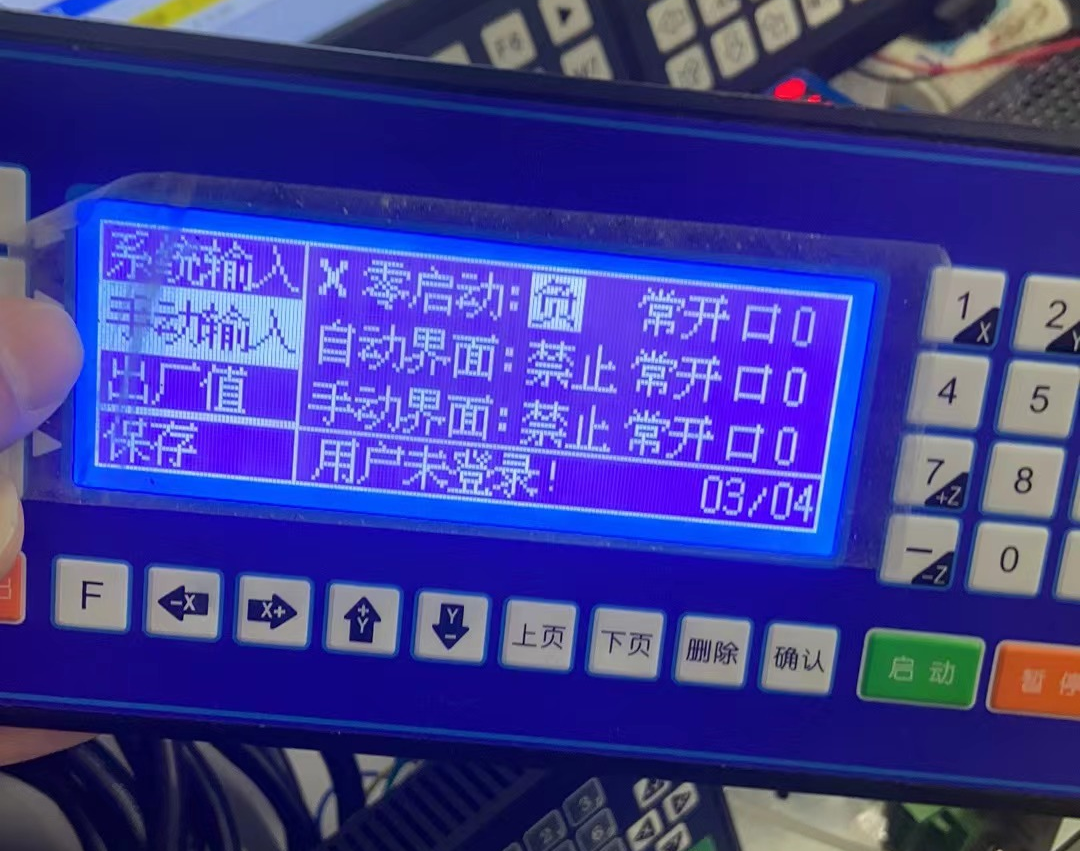 系统输入
手动输入
出厂值
保存
X 零启动:负 常开 口0
自动界面:禁止 常开口0
手动界面:禁止 常开口0
用户未登录! 03/04
1 X
2
4
5
7 +Z
8
— -Z
0
F
-X
X+
+Y
Y-
上页
下页
删除
确认
启动
暂停